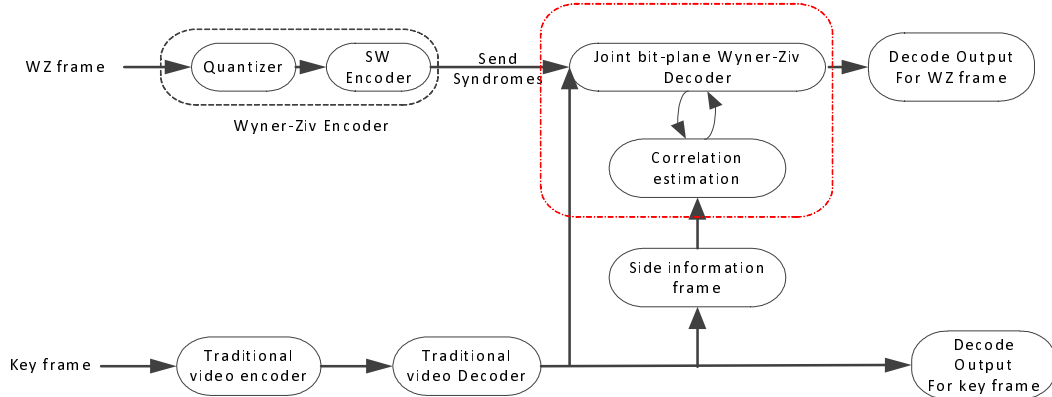 WZ frame
Quantizer
SW
Encoder
Wyner-Ziv Encoder
Send
Syndromes
Joint bit-plane Wyner-Ziv
Decoder
Decode Output
For WZ frame
Correlation
estimation
Side information
frame
Key frame
Traditional
video encoder
Traditional
video Decoder
Decode
Output
For key frame